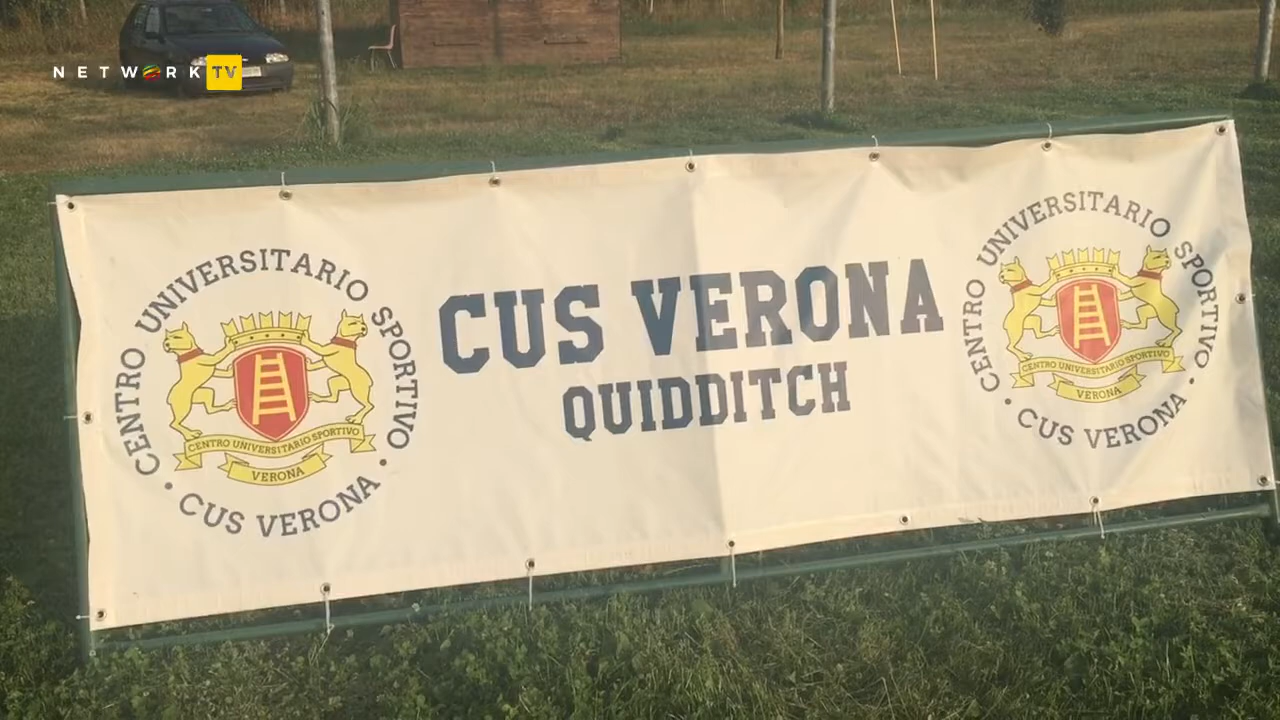 NETWORK TV
CENTRO UNIVERSITARIO SPORTIVO
• CUS VERONA •
CENTRO UNIVERSITARIO SPORTIVO
VERONA
CUS VERONA
QUIDDITCH
CENTRO UNIVERSITARIO SPORTIVO
• CUS VERONA •
CENTRO UNIVERSITARIO SPORTIVO
VERONA